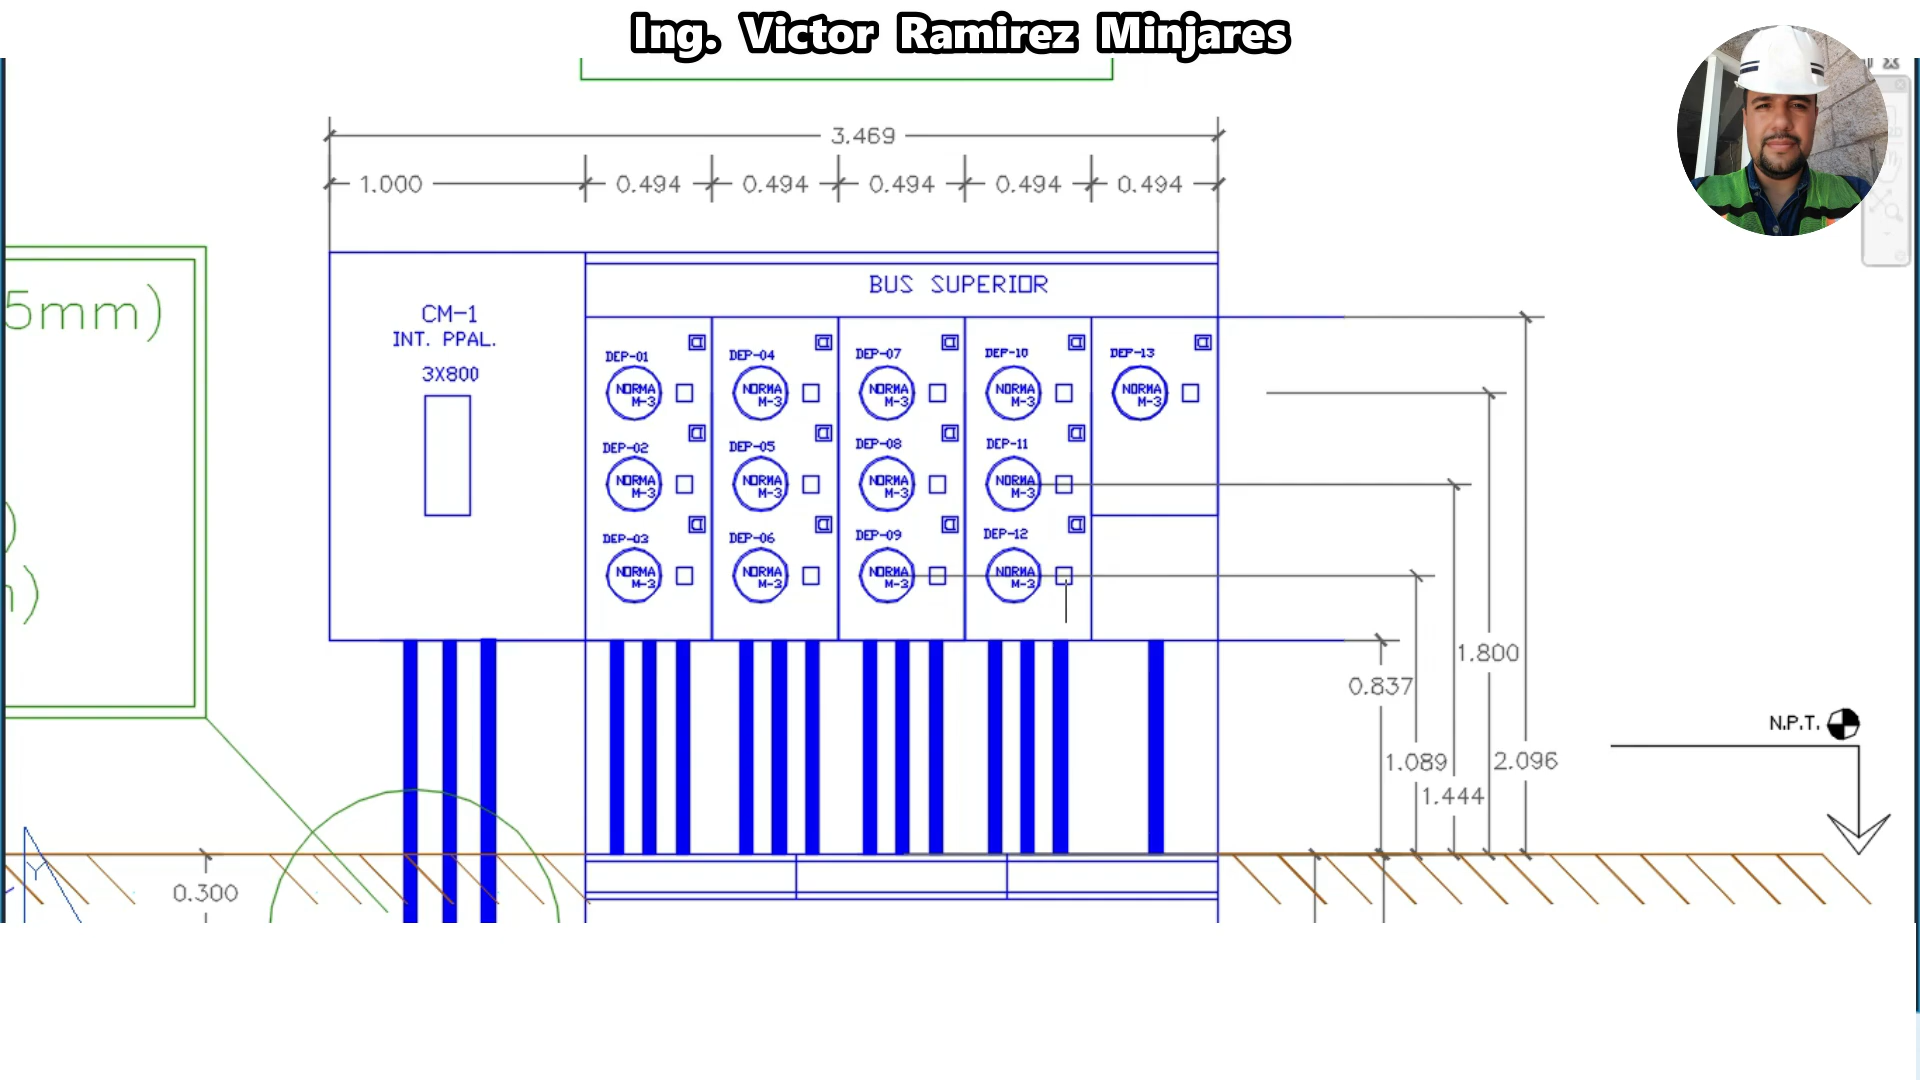 Ing. Victor Ramirez Minjares
3.469
1.000 0.494 0.494 0.494 0.494 0.494
5mm)
BUS SUPERIOR
CM-1
INT. PPAL.
3X800
DEP-01 DEP-04 DEP-07 DEP-10 DEP-13
NORMA M-3 NORMA M-3 NORMA M-3 NORMA M-3 NORMA M-3
DEP-02 DEP-05 DEP-08 DEP-11
NORMA M-3 NORMA M-3 NORMA M-3 NORMA M-3
DEP-03 DEP-06 DEP-09 DEP-12
NORMA M-3 NORMA M-3 NORMA M-3 NORMA M-3
1.800
0.837
N.P.T.
1.089 2.096
1.444
0.300